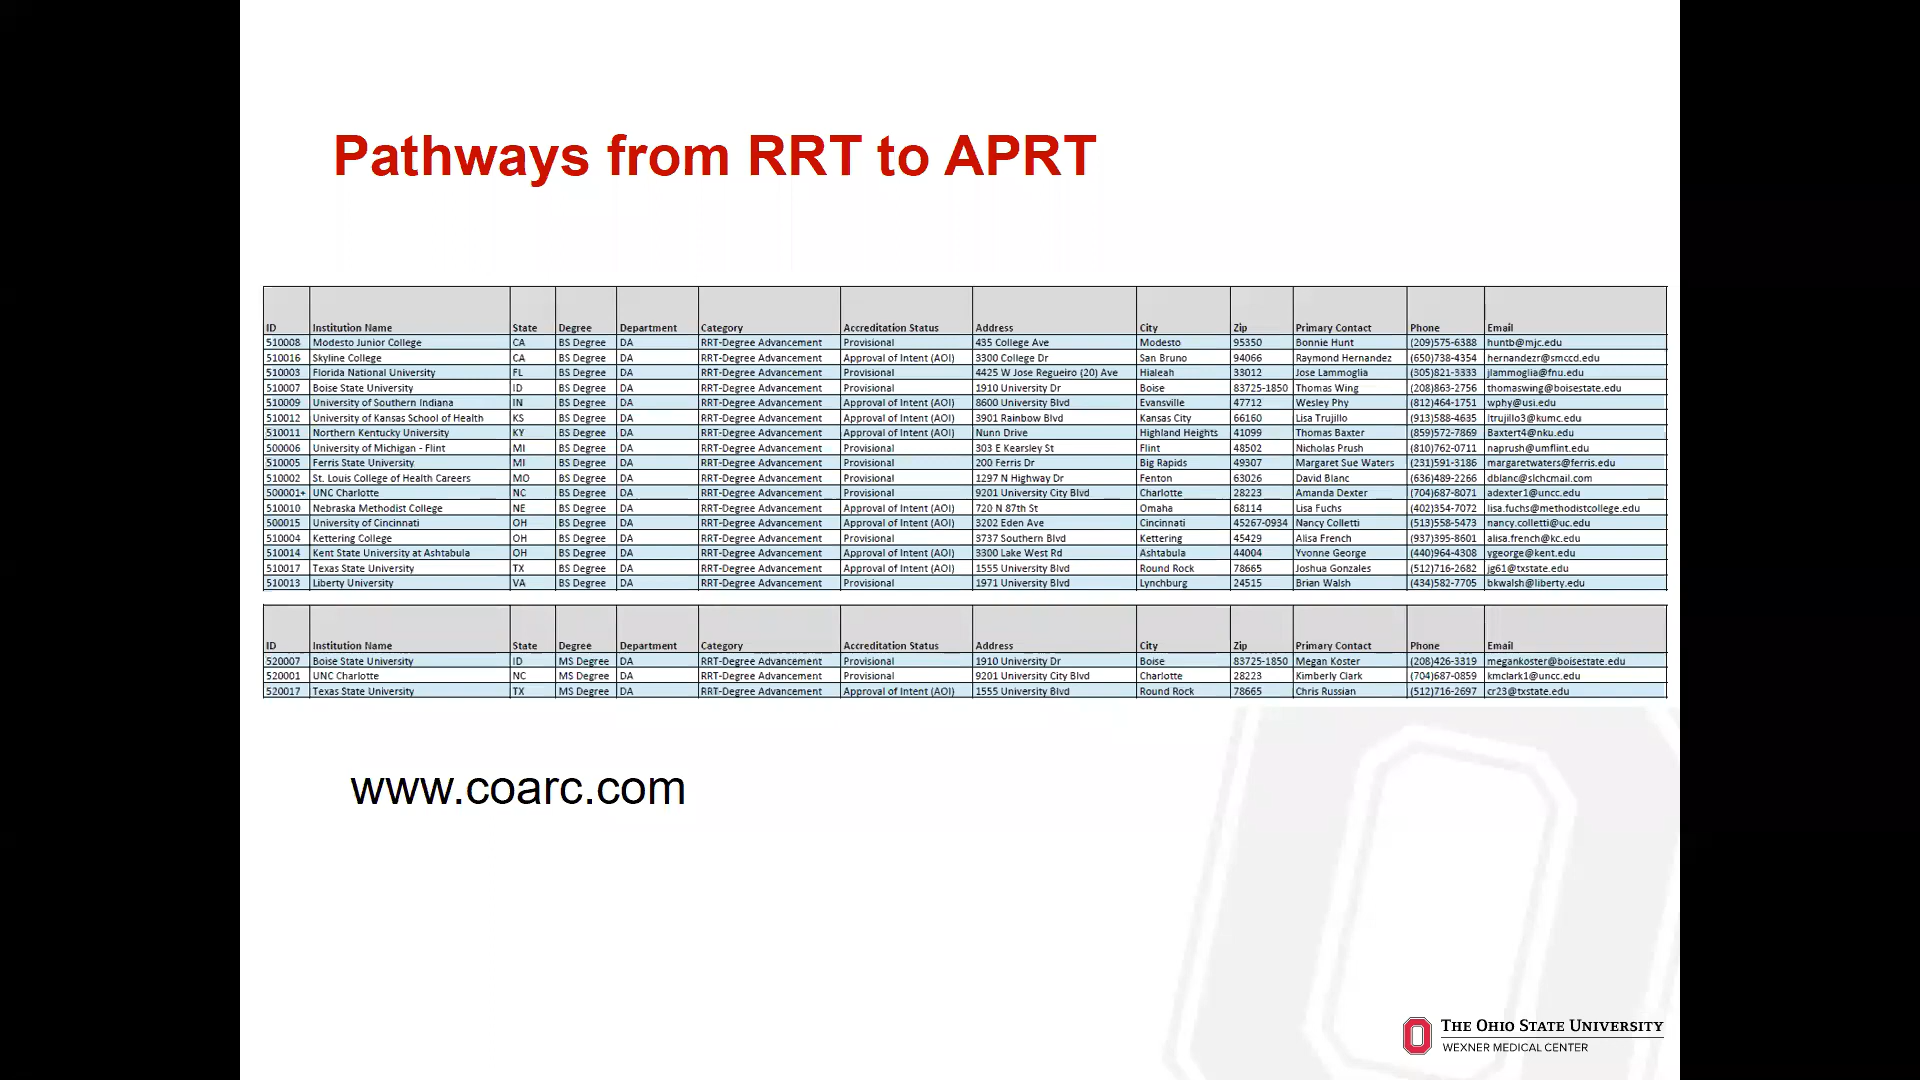 Pathways from RRT to APRT
ID Institution Name State Degree Department Category Accreditation Status Address City Zip Primary Contact Phone Email
510008 Modesto Junior College CA BS Degree DA RRT-Degree Advancement Provisional 435 College Ave Modesto 95350 Bonnie Hunt (209)575-6388 huntb@mjc.edu
510016 Skyline College CA BS Degree DA RRT-Degree Advancement Approval of Intent (AOI) 3300 College Dr San Bruno 94066 Raymond Hernandez (650)738-4354 hernandezr@smccd.edu
510003 Florida National University FL BS Degree DA RRT-Degree Advancement Provisional 4425 W Jose Regueiro (20) Ave Hialeah 33012 Jose Lammoglia (305)821-3333 jlammoglia@fnu.edu
510007 Boise State University ID BS Degree DA RRT-Degree Advancement Provisional 1910 University Dr Boise 83725-1850 Thomas Wing (208)863-2756 thomaswing@boisestate.edu
510009 University of Southern Indiana IN BS Degree DA RRT-Degree Advancement Approval of Intent (AOI) 8600 University Blvd Evansville 47712 Wesley Phy (812)464-1751 wphy@usi.edu
510012 University of Kansas School of Health KS BS Degree DA RRT-Degree Advancement Approval of Intent (AOI) 3901 Rainbow Blvd Kansas City 66160 Lisa Trujillo (913)588-4635 ltrujillo3@kumc.edu
510011 Northern Kentucky University KY BS Degree DA RRT-Degree Advancement Approval of Intent (AOI) Nunn Drive Highland Heights 41099 Thomas Baxter (859)572-7869 Baxtert4@nku.edu
500006 University of Michigan - Flint MI BS Degree DA RRT-Degree Advancement Provisional 303 E Kearsley St Flint 48502 Nicholas Prush (810)762-0711 naprush@umflint.edu
510005 Ferris State University MI BS Degree DA RRT-Degree Advancement Provisional 200 Ferris Dr Big Rapids 49307 Margaret Sue Waters (231)591-3186 margaretwaters@ferris.edu
510002 St. Louis College of Health Careers MO BS Degree DA RRT-Degree Advancement Provisional 1297 N Highway Dr Fenton 63026 David Blanc (636)489-2266 dblanc@slchcmail.com
500001+ UNC Charlotte NC BS Degree DA RRT-Degree Advancement Provisional 9201 University City Blvd Charlotte 28223 Amanda Dexter (704)687-8071 adexter1@uncc.edu
510010 Nebraska Methodist College NE BS Degree DA RRT-Degree Advancement Approval of Intent (AOI) 720 N 87th St Omaha 68114 Lisa Fuchs (402)354-7072 lisa.fuchs@methodistcollege.edu
500015 University of Cincinnati OH BS Degree DA RRT-Degree Advancement Approval of Intent (AOI) 3202 Eden Ave Cincinnati 45267-0934 Nancy Colletti (513)558-5473 nancy.colletti@uc.edu
510004 Kettering College OH BS Degree DA RRT-Degree Advancement Provisional 3737 Southern Blvd Kettering 45429 Alisa French (937)395-8601 alisa.french@kc.edu
510014 Kent State University at Ashtabula OH BS Degree DA RRT-Degree Advancement Approval of Intent (AOI) 3300 Lake West Rd Ashtabula 44004 Yvonne George (440)964-4308 ygeorge@kent.edu
510017 Texas State University TX BS Degree DA RRT-Degree Advancement Approval of Intent (AOI) 1555 University Blvd Round Rock 78665 Joshua Gonzales (512)716-2682 jg61@txstate.edu
510013 Liberty University VA BS Degree DA RRT-Degree Advancement Provisional 1971 University Blvd Lynchburg 24515 Brian Walsh (434)582-7705 bkwalsh@liberty.edu
ID Institution Name State Degree Department Category Accreditation Status Address City Zip Primary Contact Phone Email
520007 Boise State University ID MS Degree DA RRT-Degree Advancement Provisional 1910 University Dr Boise 83725-1850 Megan Koster (208)426-3319 megankoster@boisestate.edu
520001 UNC Charlotte NC MS Degree DA RRT-Degree Advancement Provisional 9201 University City Blvd Charlotte 28223 Kimberly Clark (704)687-0859 kmclark1@uncc.edu
520017 Texas State University TX MS Degree DA RRT-Degree Advancement Approval of Intent (AOI) 1555 University Blvd Round Rock 78665 Chris Russian (512)716-2697 cr23@txstate.edu
www.coarc.com
THE OHIO STATE UNIVERSITY
WEXNER MEDICAL CENTER